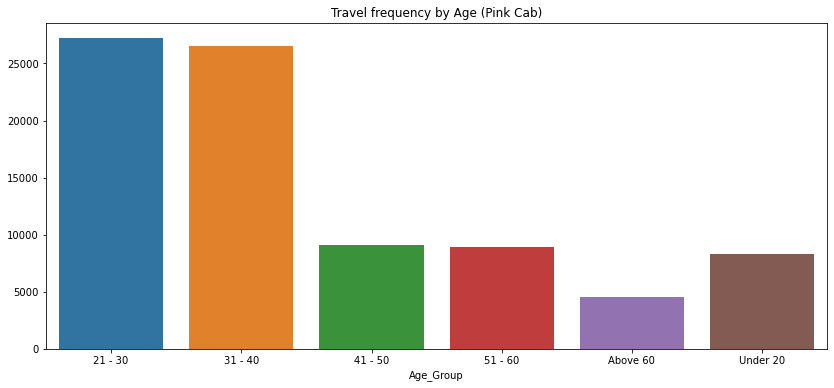 Travel frequency by Age (Pink Cab)
25000
20000
15000
10000
5000
0
21 - 30 31 - 40 41 - 50 51 - 60 Above 60 Under 20
Age_Group